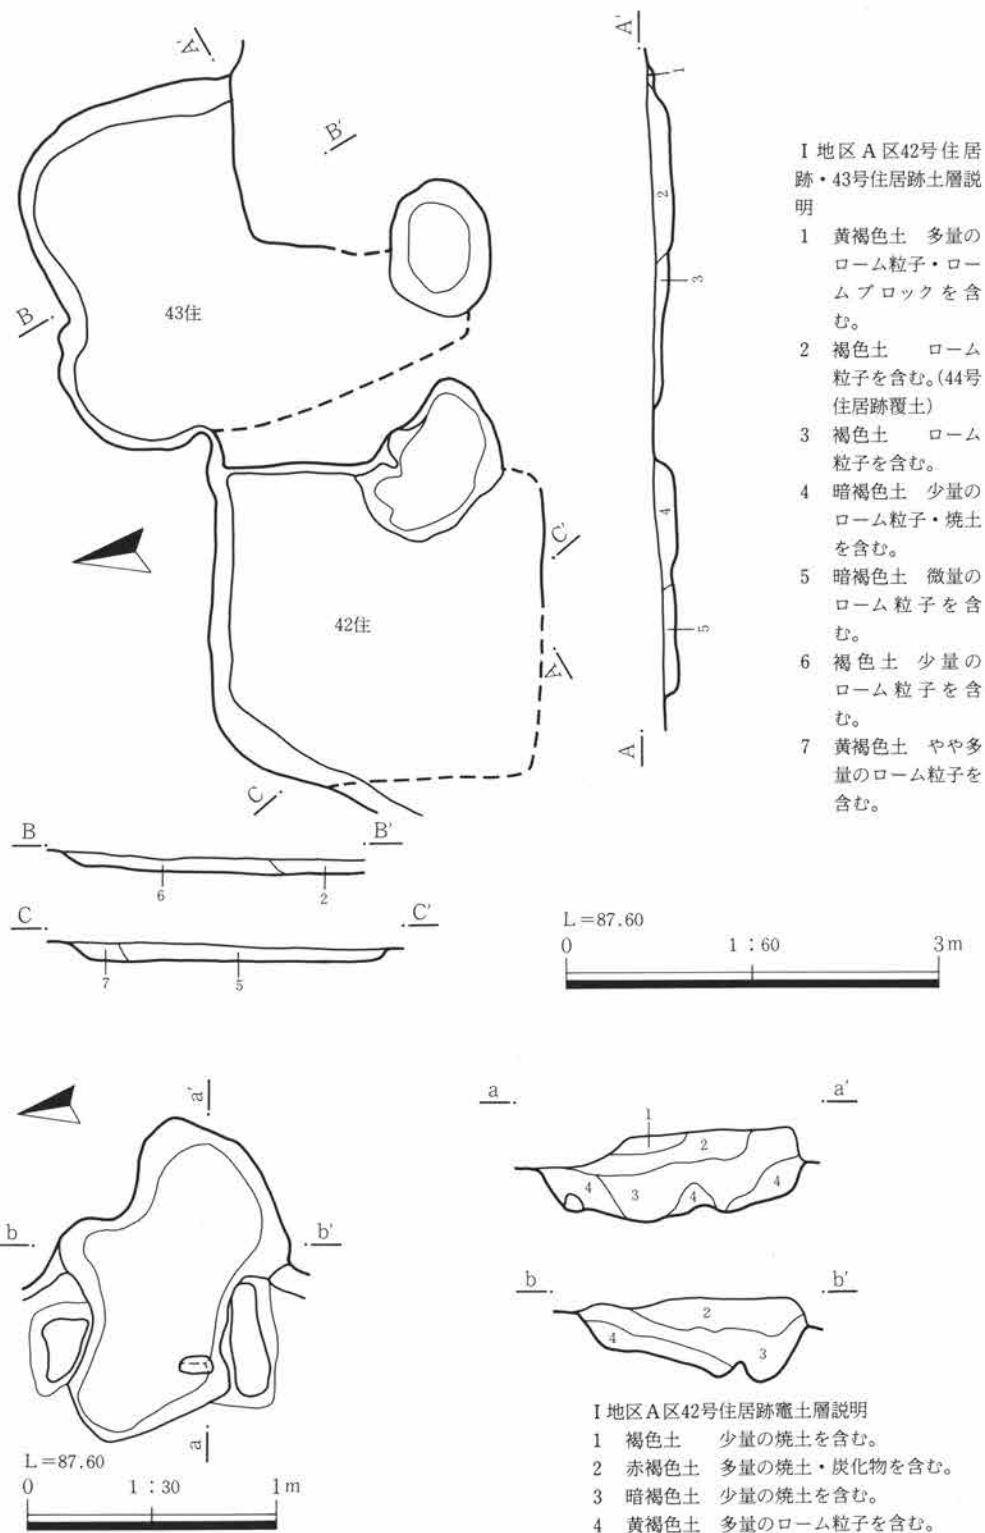 A'
A'
1
B'
2
3
B
43住
4
C'
42住
A
5
A
C
I地区A区42号住居
跡・43号住居跡土層説
明
1 黄褐色土 多量の
ローム粒子・ロー
ムブロックを含
む。
2 褐色土 ローム
粒子を含む。(44号
住居跡覆土)
3 褐色土 ローム
粒子を含む。
4 暗褐色土 少量の
ローム粒子・焼土
を含む。
5 暗褐色土 微量の
ローム粒子を含
む。
6 褐色土 少量の
ローム粒子を含
む。
7 黄褐色土 やや多
量のローム粒子を
含む。
B B'
6 2
C C'
7 5
L=87.60
0 1:60 3m
a'
b b'
a
L=87.60
0 1:30 1m
a a'
1
2
4 3 4 4
b b'
2
4
3
I地区A区42号住居跡竈土層説明
1 褐色土 少量の焼土を含む。
2 赤褐色土 多量の焼土・炭化物を含む。
3 暗褐色土 少量の焼土を含む。
4 黄褐色土 多量のローム粒子を含む。